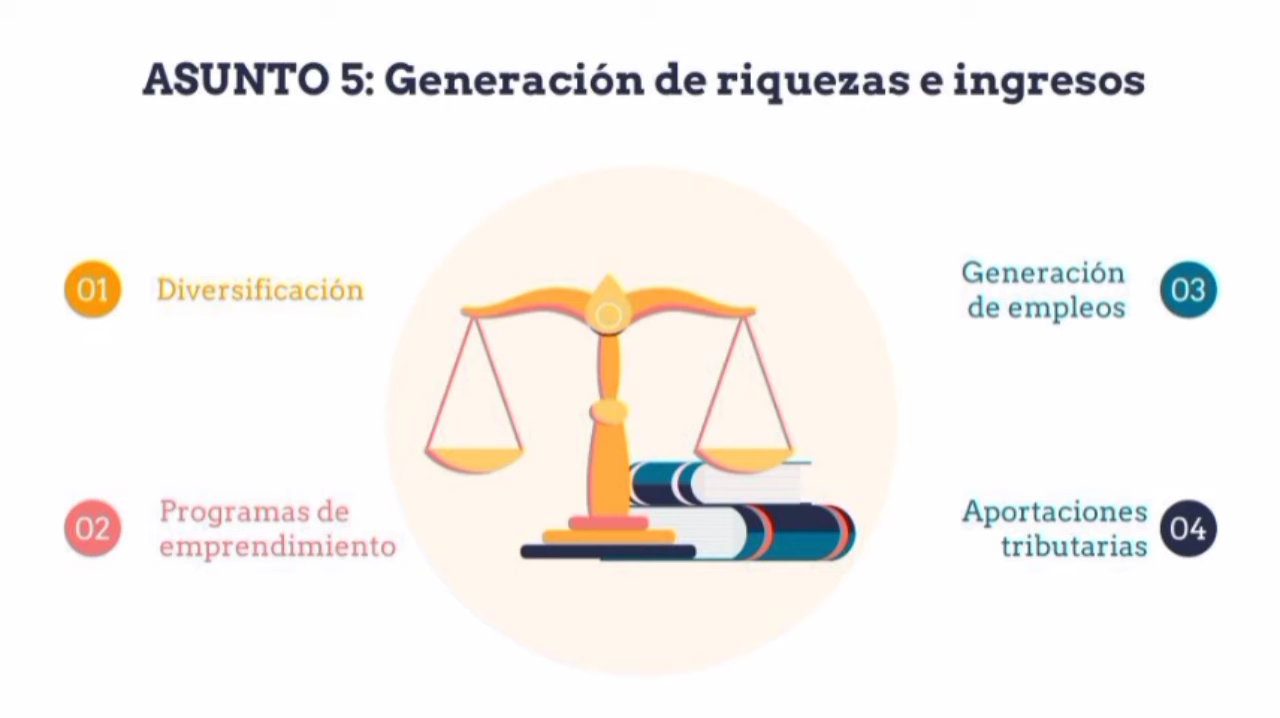 ASUNTO 5: Generación de riquezas e ingresos
01 Diversificación
02 Programas de
emprendimiento
Generación
de empleos 03
Aportaciones
tributarias 04